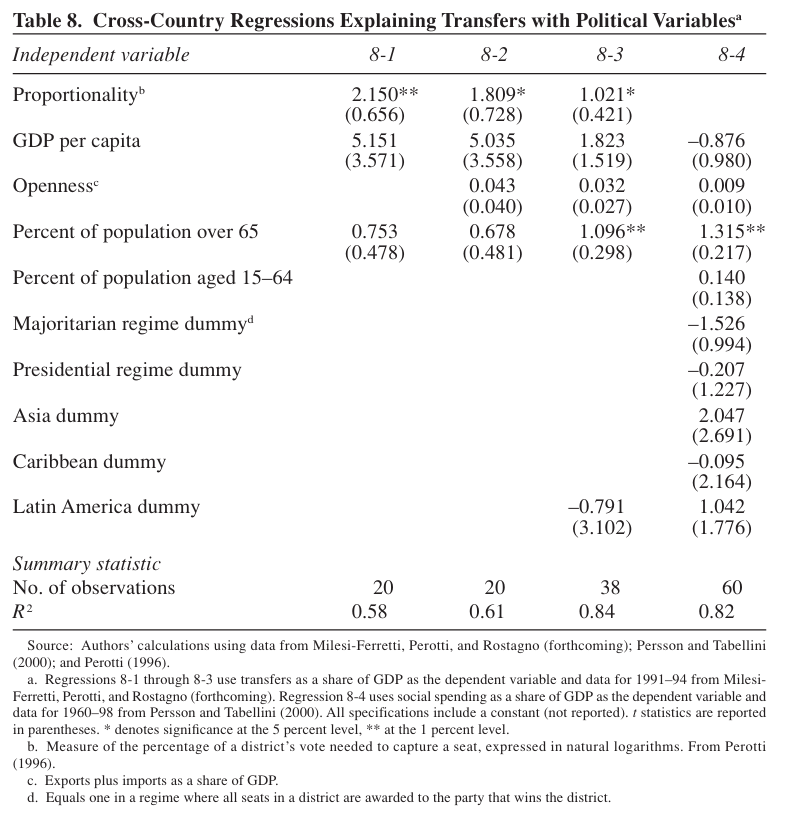 Table 8. Cross-Country Regressions Explaining Transfers with Political Variablesᵃ
Independent variable 8-1 8-2 8-3 8-4
Proportionalityᵇ 2.150** 1.809* 1.021*
(0.656) (0.728) (0.421)
GDP per capita 5.151 5.035 1.823 –0.876
(3.571) (3.558) (1.519) (0.980)
Opennessᶜ 0.043 0.032 0.009
(0.040) (0.027) (0.010)
Percent of population over 65 0.753 0.678 1.096** 1.315**
(0.478) (0.481) (0.298) (0.217)
Percent of population aged 15–64 0.140
(0.138)
Majoritarian regime dummyᵈ –1.526
(0.994)
Presidential regime dummy –0.207
(1.227)
Asia dummy 2.047
(2.691)
Caribbean dummy –0.095
(2.164)
Latin America dummy –0.791 1.042
(3.102) (1.776)
Summary statistic
No. of observations 20 20 38 60
R² 0.58 0.61 0.84 0.82
Source: Authors’ calculations using data from Milesi-Ferretti, Perotti, and Rostagno (forthcoming); Persson and Tabellini
(2000); and Perotti (1996).
a. Regressions 8-1 through 8-3 use transfers as a share of GDP as the dependent variable and data for 1991–94 from Milesi-
Ferretti, Perotti, and Rostagno (forthcoming). Regression 8-4 uses social spending as a share of GDP as the dependent variable and
data for 1960–98 from Persson and Tabellini (2000). All specifications include a constant (not reported). t statistics are reported
in parentheses. * denotes significance at the 5 percent level, ** at the 1 percent level.
b. Measure of the percentage of a district’s vote needed to capture a seat, expressed in natural logarithms. From Perotti
(1996).
c. Exports plus imports as a share of GDP.
d. Equals one in a regime where all seats in a district are awarded to the party that wins the district.